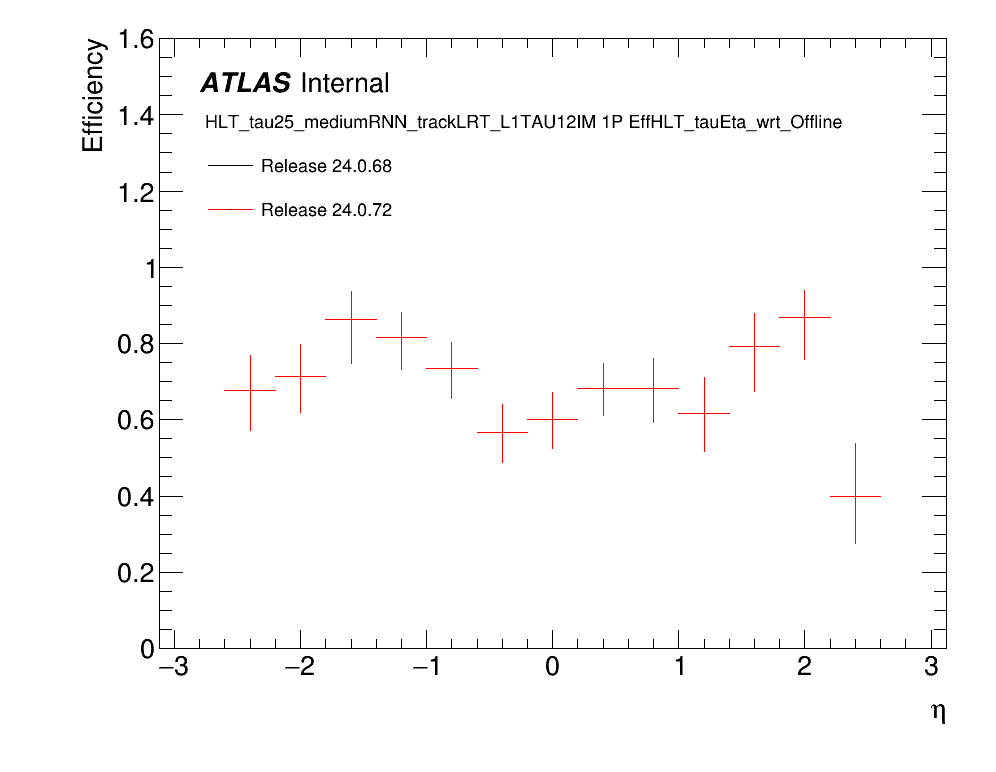 Efficiency
1.6
1.4
1.2
1
0.8
0.6
0.4
0.2
0
ATLAS Internal
HLT_tau25_mediumRNN_trackLRT_L1TAU12IM 1P EffHLT_tauEta_wrt_Offline
Release 24.0.68
Release 24.0.72
−3 −2 −1 0 1 2 3
η